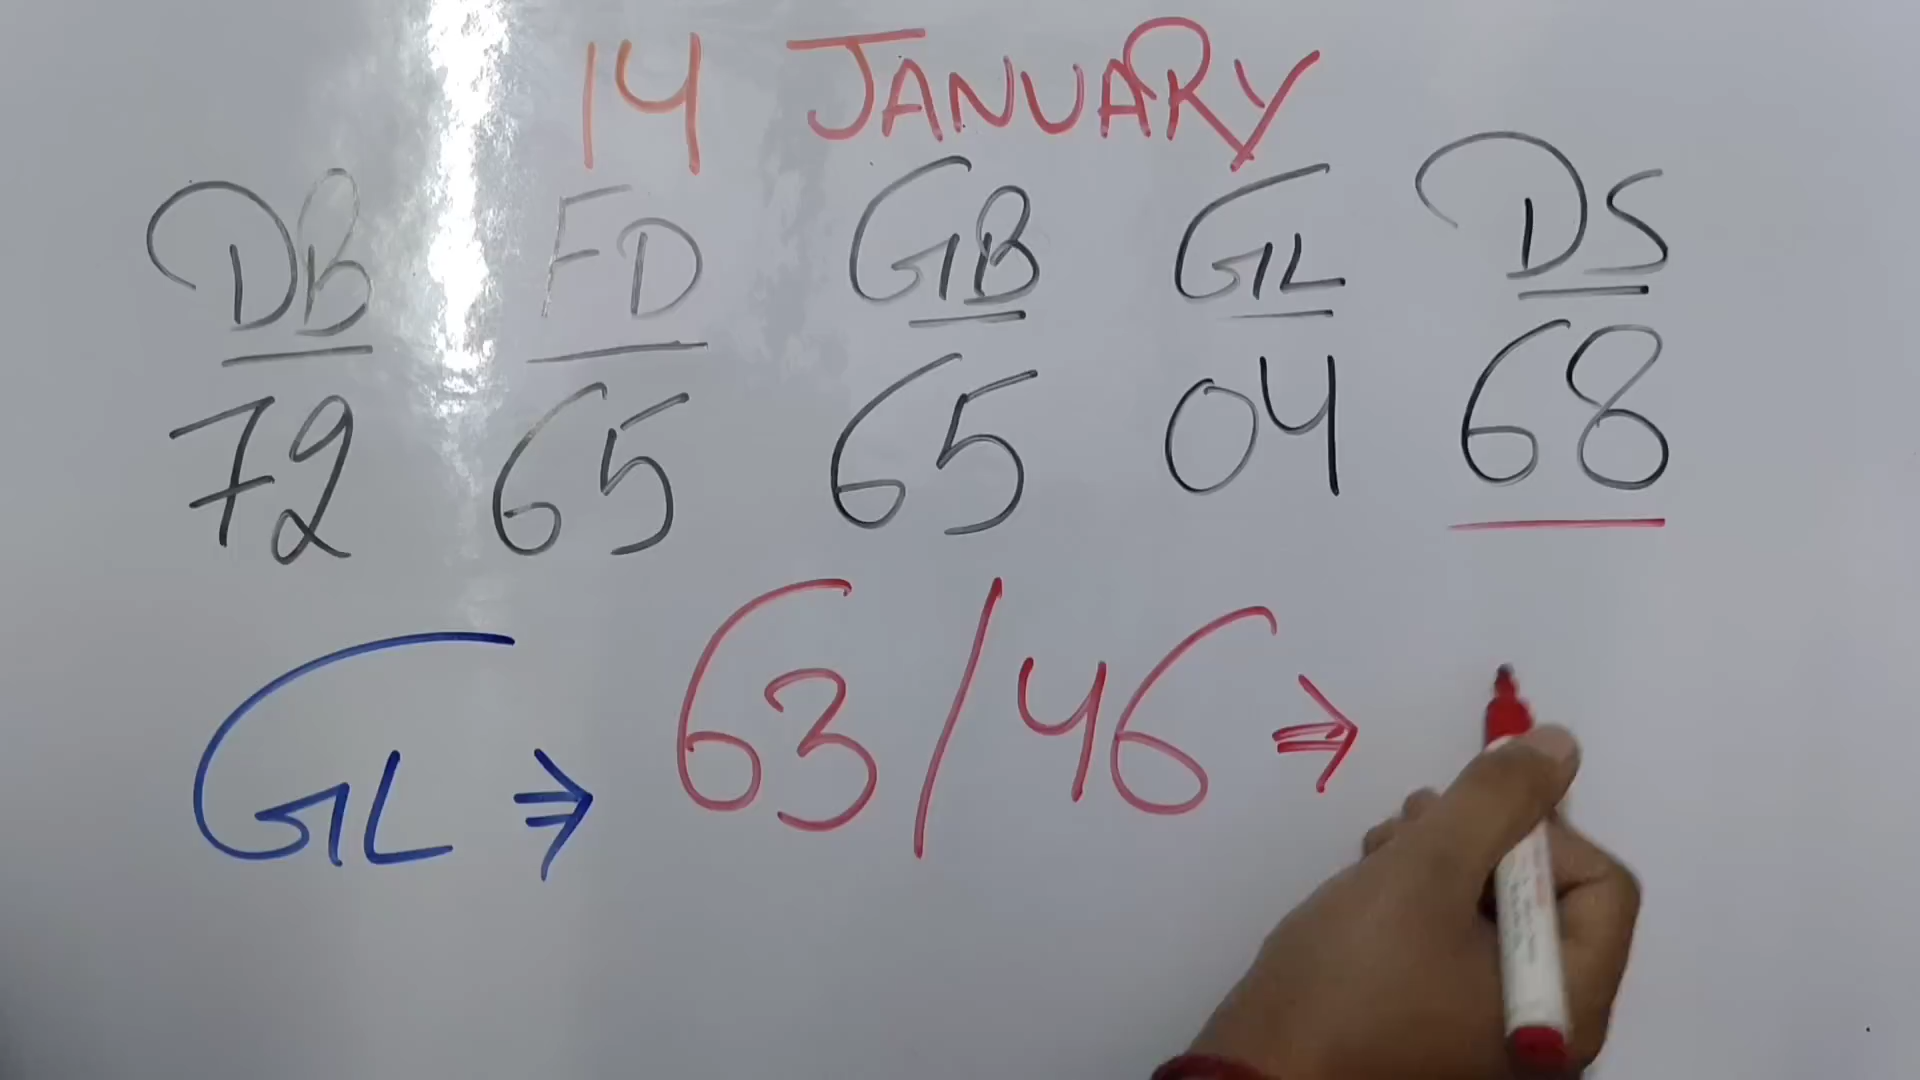 14 JANUARY
DB FD GB GL DS
72 65 65 04 68
GL ⇒ 63/46 ⇒